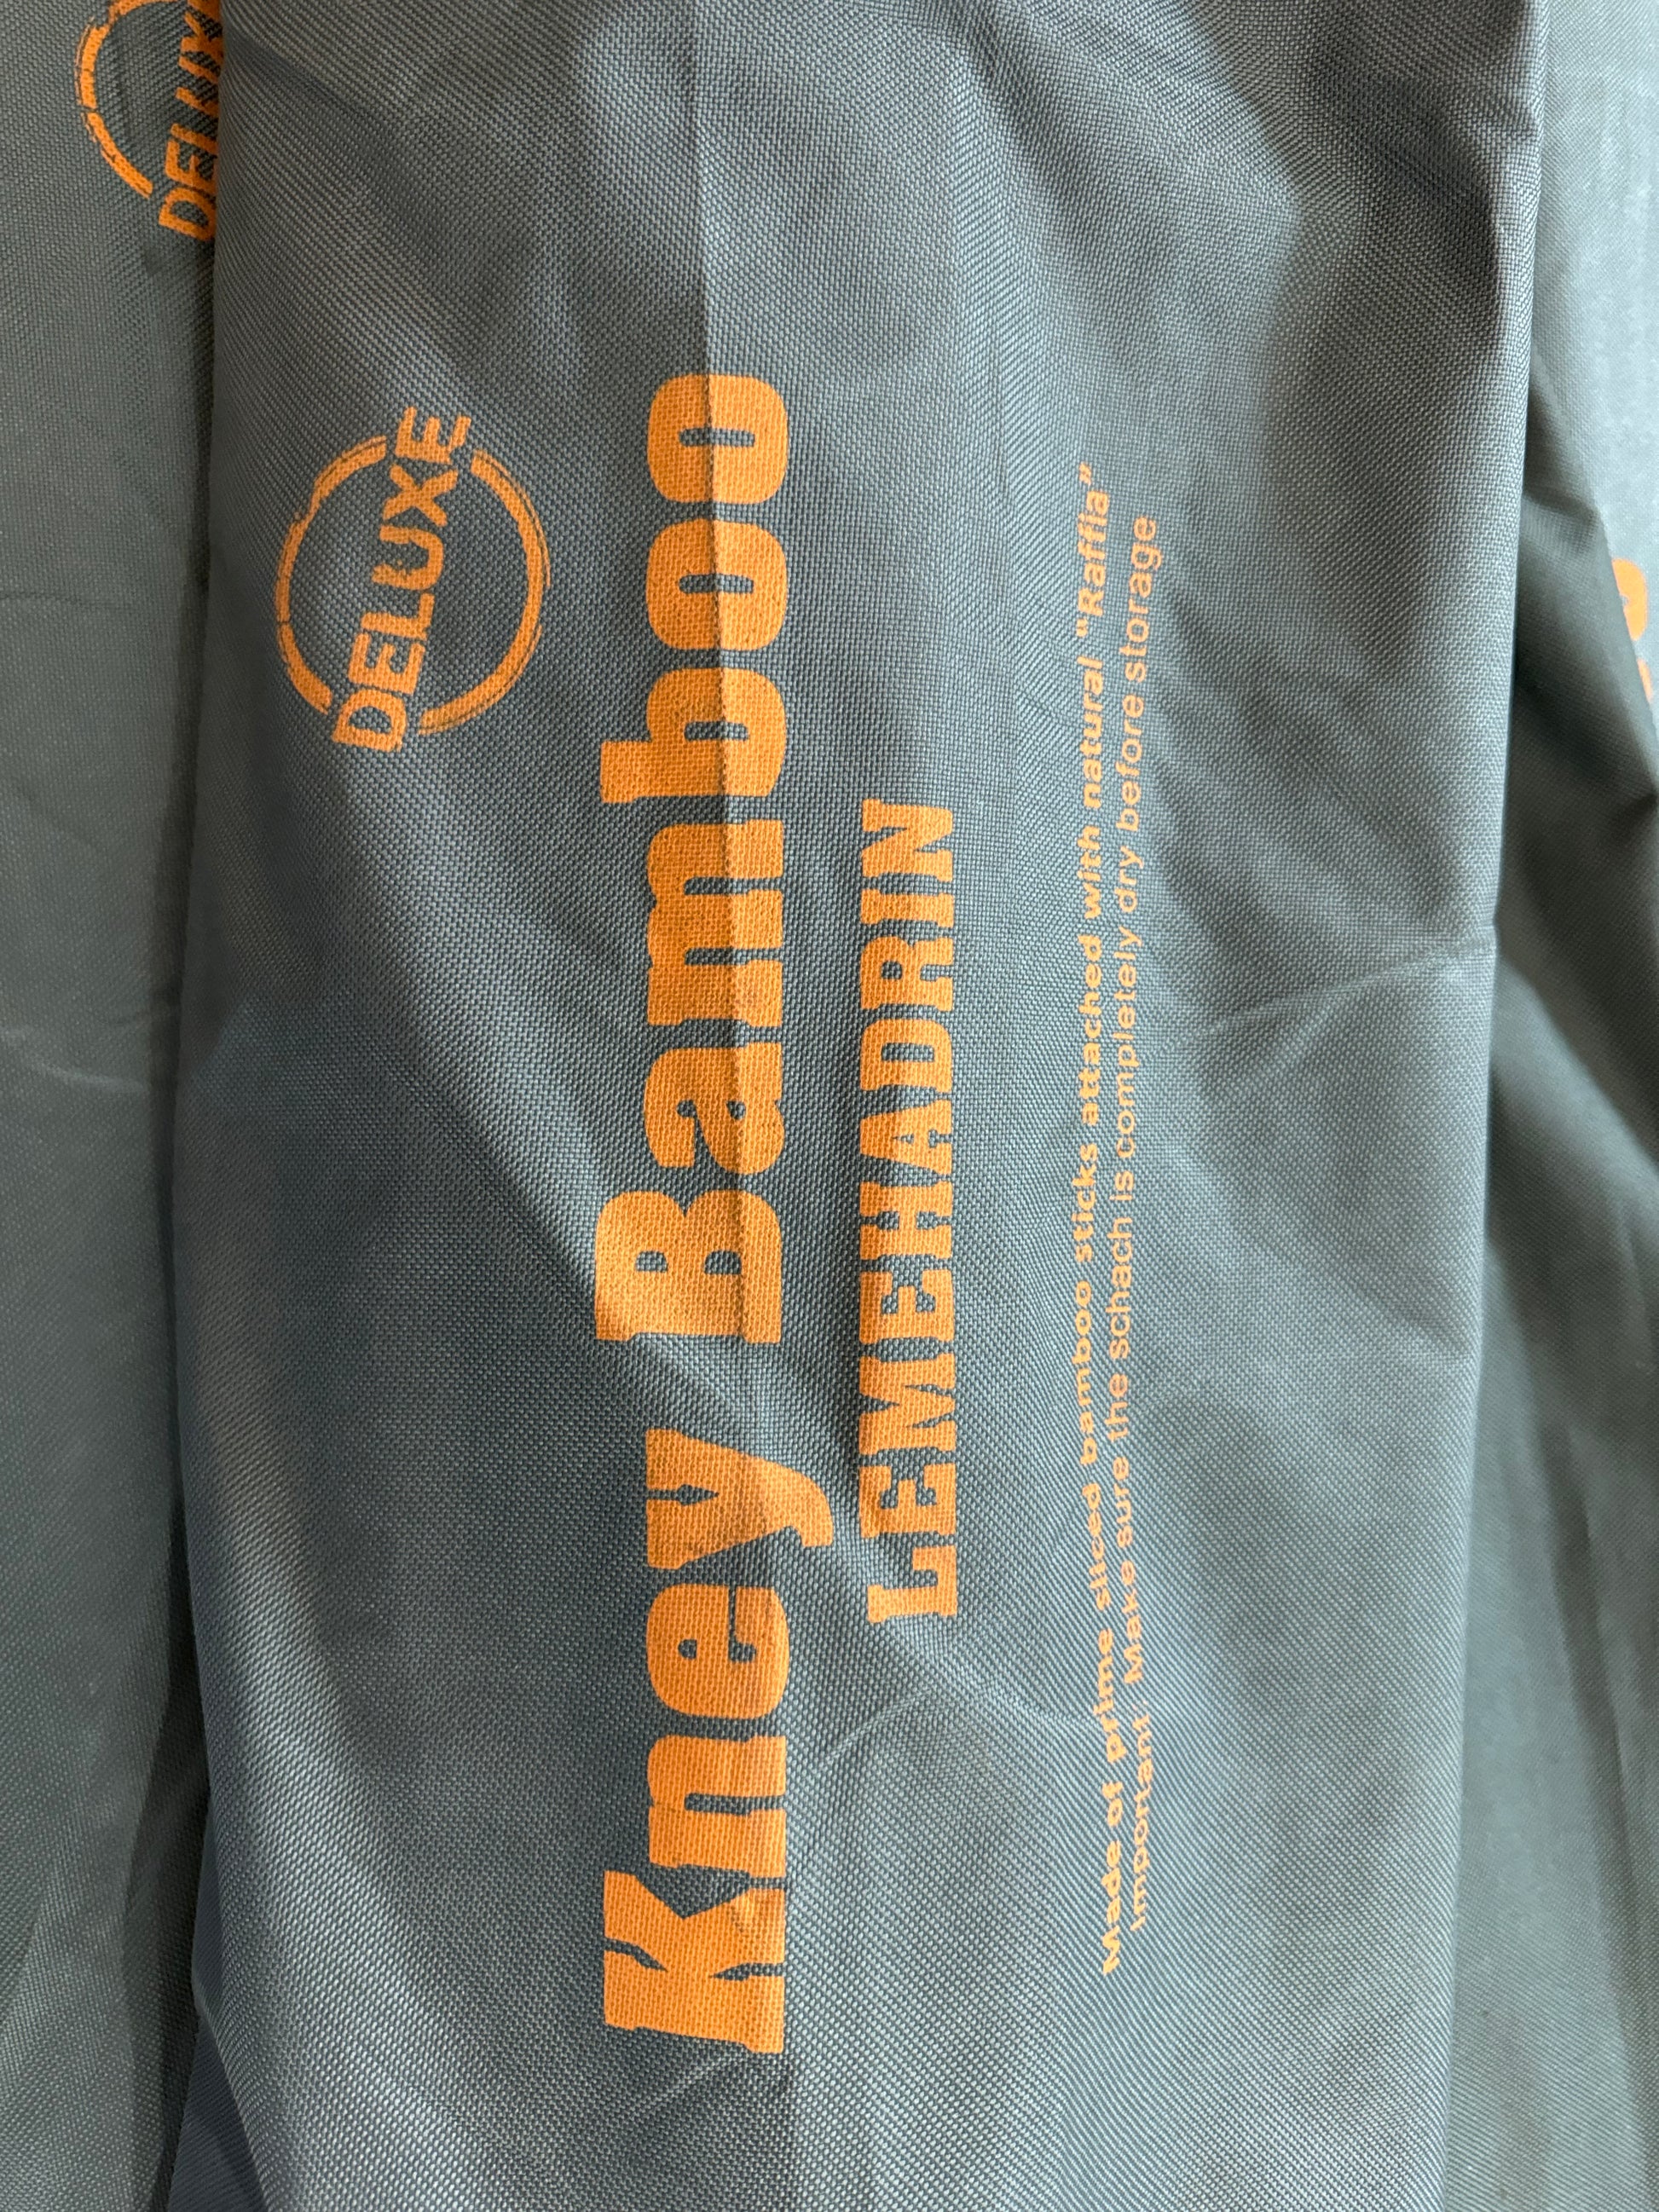 DELUXE
DELUXE
Kney Bamboo
LEMEHADRIN
Made of prime sliced bamboo sticks attached with natural "Raffia"
Important: Make sure the schach is completely dry before storage